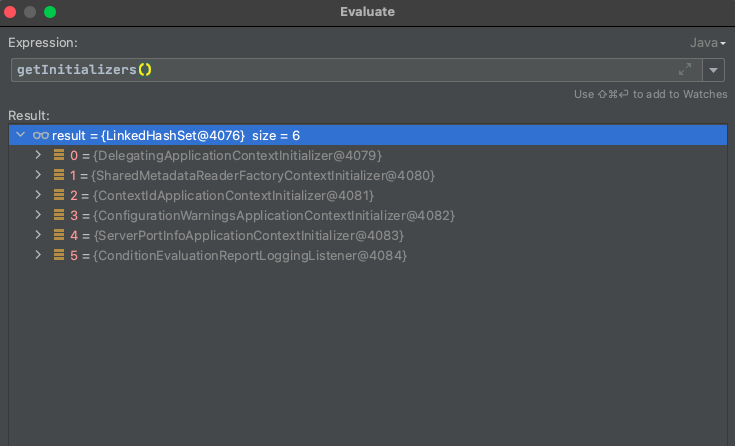 Evaluate
Expression:
Java
getInitializers()
Use ⇧⌘⏎ to add to Watches
Result:
result = {LinkedHashSet@4076} size = 6
0 = {DelegatingApplicationContextInitializer@4079}
1 = {SharedMetadataReaderFactoryContextInitializer@4080}
2 = {ContextIdApplicationContextInitializer@4081}
3 = {ConfigurationWarningsApplicationContextInitializer@4082}
4 = {ServerPortInfoApplicationContextInitializer@4083}
5 = {ConditionEvaluationReportLoggingListener@4084}